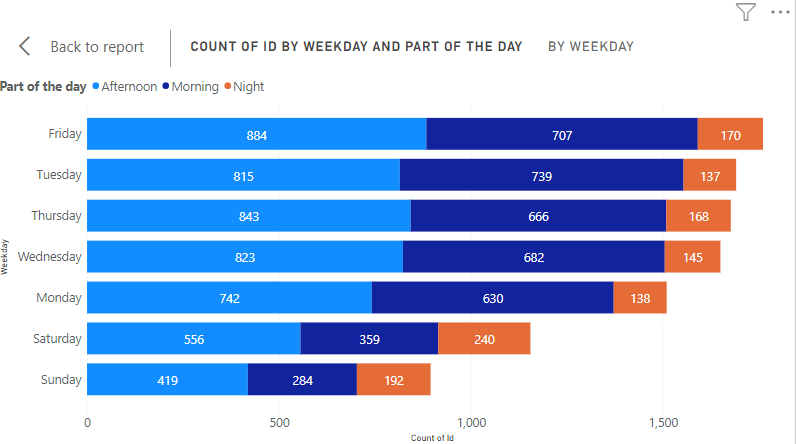 Back to report COUNT OF ID BY WEEKDAY AND PART OF THE DAY BY WEEKDAY
Part of the day Afternoon Morning Night
Friday 884 707 170
Tuesday 815 739 137
Thursday 843 666 168
Weekday
Wednesday 823 682 145
Monday 742 630 138
Saturday 556 359 240
Sunday 419 284 192
0 500 1,000 1,500
Count of Id